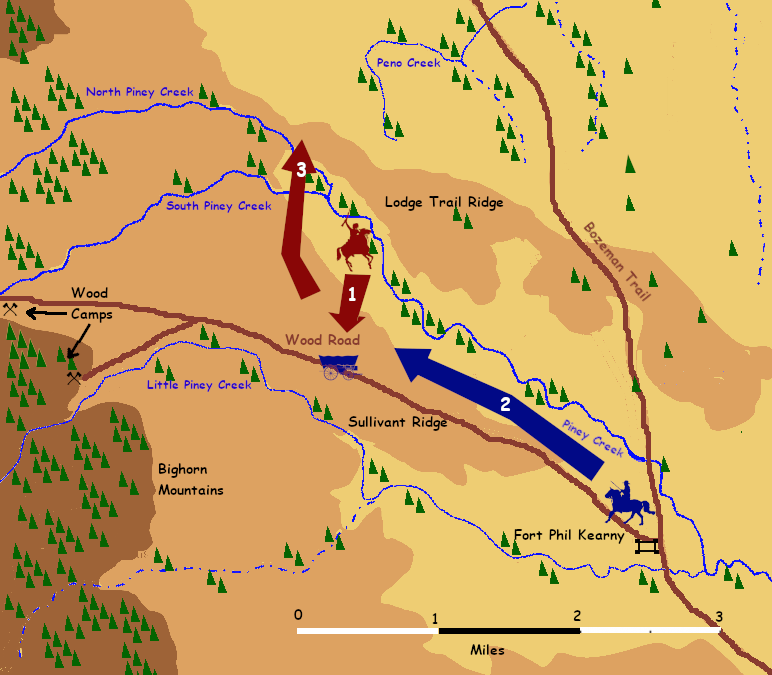 Peno Creek
North Piney Creek
3
Lodge Trail Ridge
South Piney Creek
Bozeman Trail
Wood
Camps
1
Wood Road
Little Piney Creek
2
Sullivant Ridge
Piney Creek
Bighorn
Mountains
Fort Phil Kearny
0
1
2
3
Miles